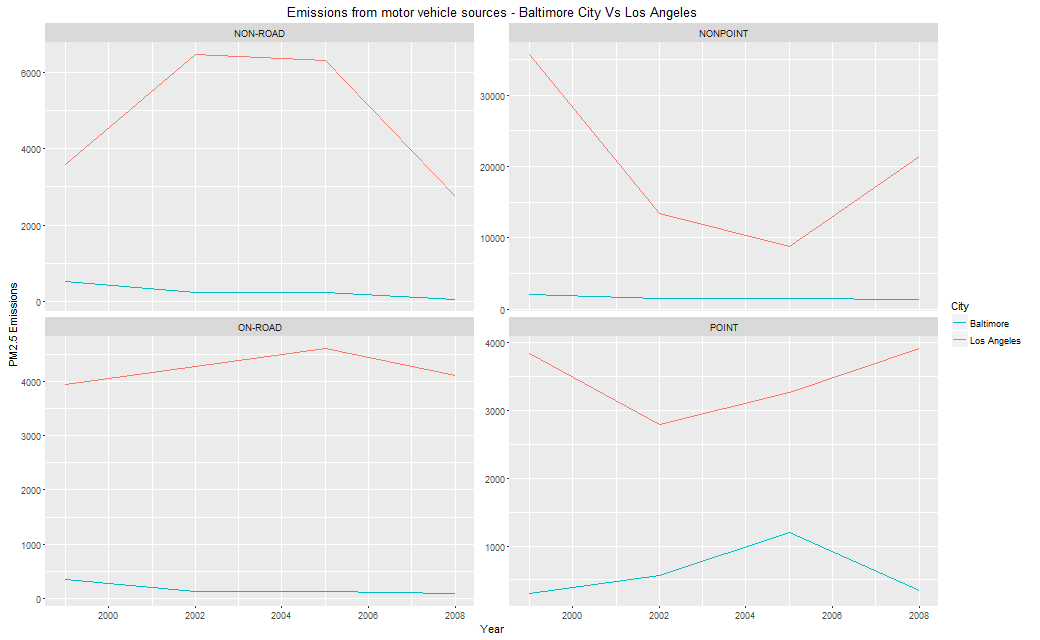 Emissions from motor vehicle sources - Baltimore City Vs Los Angeles
NON-ROAD
6000
4000
2000
0
NONPOINT
30000
20000
10000
0
ON-ROAD
4000
3000
2000
1000
0
2000 2002 2004 2006 2008
POINT
4000
3000
2000
1000
2000 2002 2004 2006 2008
PM2.5 Emissions
Year
City
Baltimore
Los Angeles